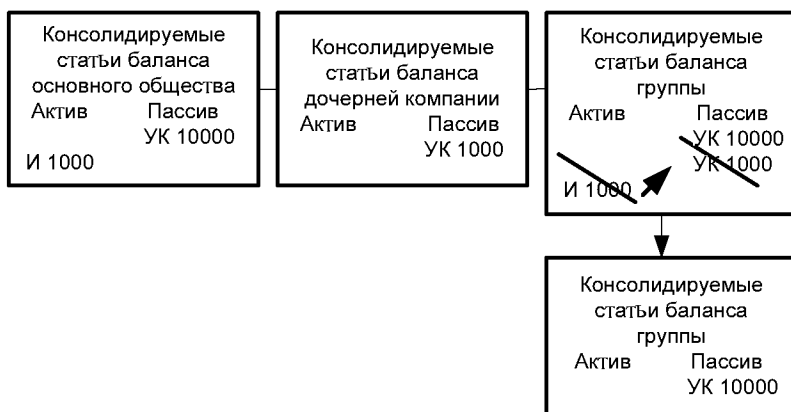 Консолидируемые
статьи баланса
основного общества
Актив Пассив
УК 10000
И 1000
Консолидируемые
статьи баланса
дочерней компании
Актив Пассив
УК 1000
Консолидируемые
статьи баланса
группы
Актив Пассив
УК 10000
УК 1000
И 1000
Консолидируемые
статьи баланса
группы
Актив Пассив
УК 10000